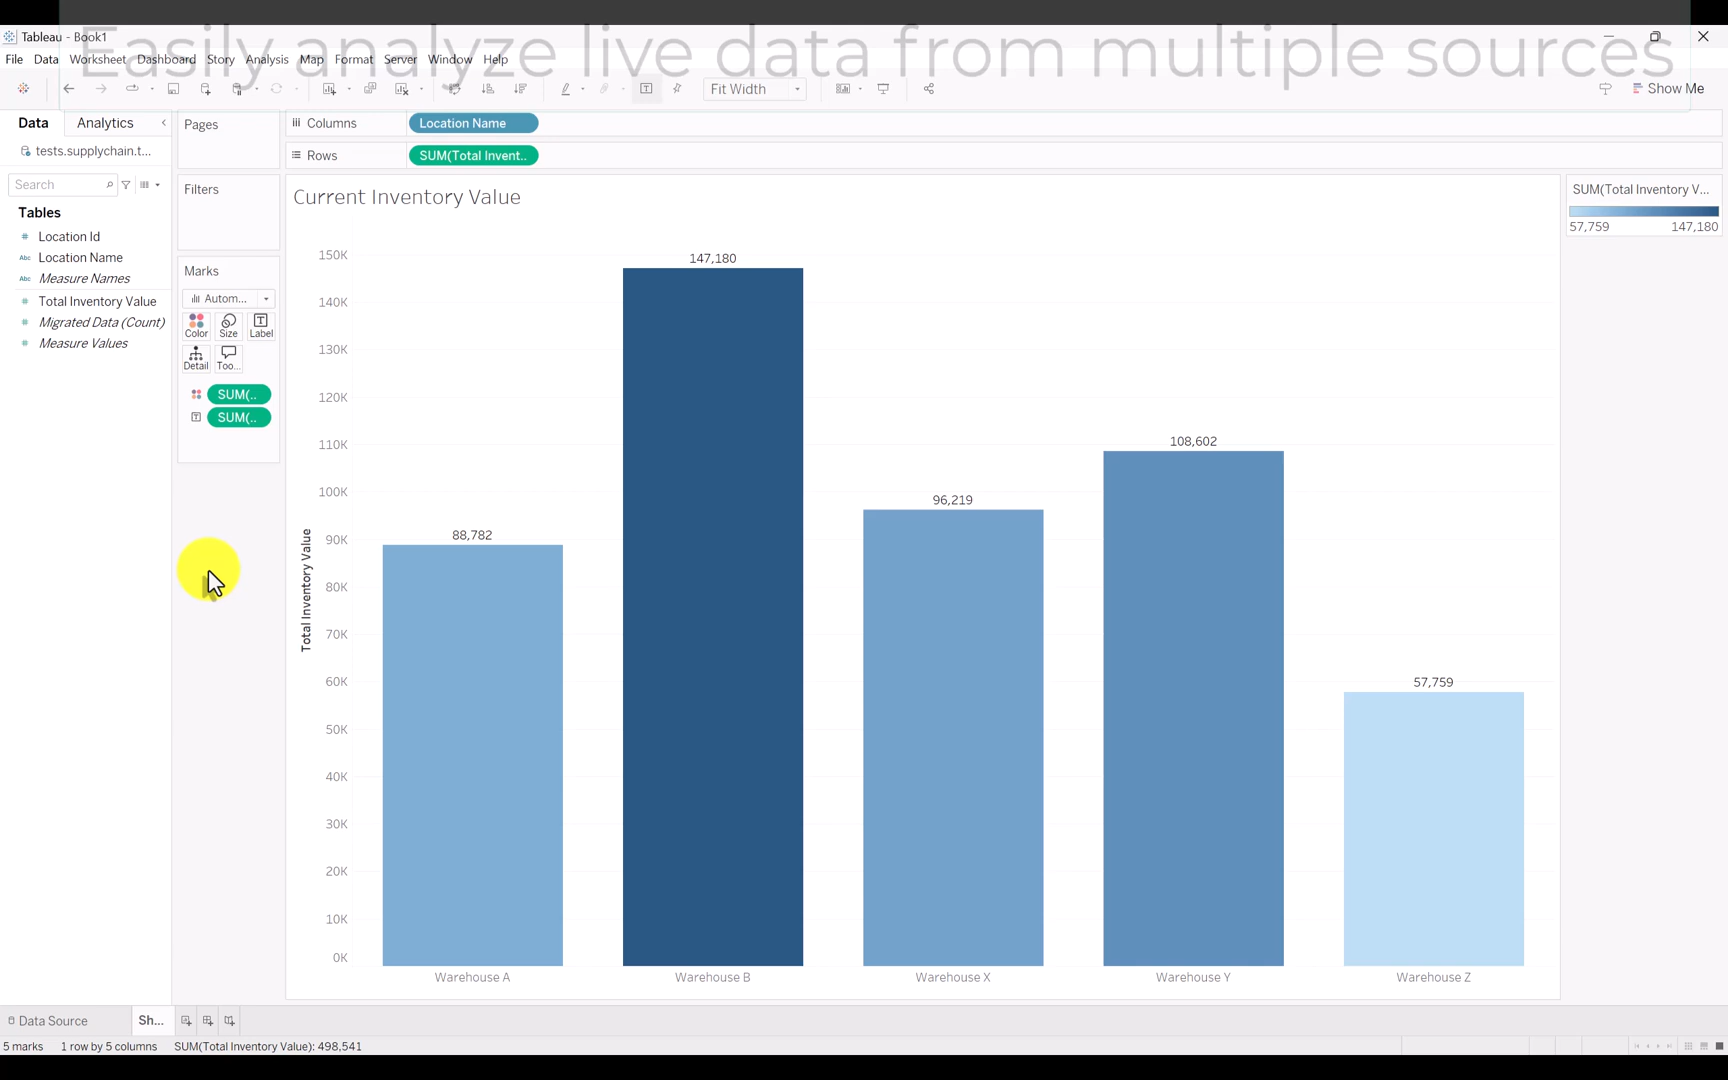 Easily analyze live data from multiple sources
Tableau - Book1
File Data Worksheet Dashboard Story Analysis Map Format Server Window Help
Fit Width
Show Me
Data
Analytics
tests.supplychain.t...
Search
Tables
Location Id
Abc Location Name
Abc Measure Names
Total Inventory Value
Migrated Data (Count)
Measure Values
Pages
Filters
Marks
Autom...
Color
Size
Label
Detail
Too...
SUM(..
SUM(..
Columns
Location Name
Rows
SUM(Total Invent..
Current Inventory Value
Total Inventory Value
150K
140K
130K
120K
110K
100K
90K
80K
70K
60K
50K
40K
30K
20K
10K
0K
88,782
147,180
96,219
108,602
57,759
Warehouse A
Warehouse B
Warehouse X
Warehouse Y
Warehouse Z
SUM(Total Inventory V...
57,759
147,180
Data Source
Sh...
5 marks
1 row by 5 columns
SUM(Total Inventory Value): 498,541